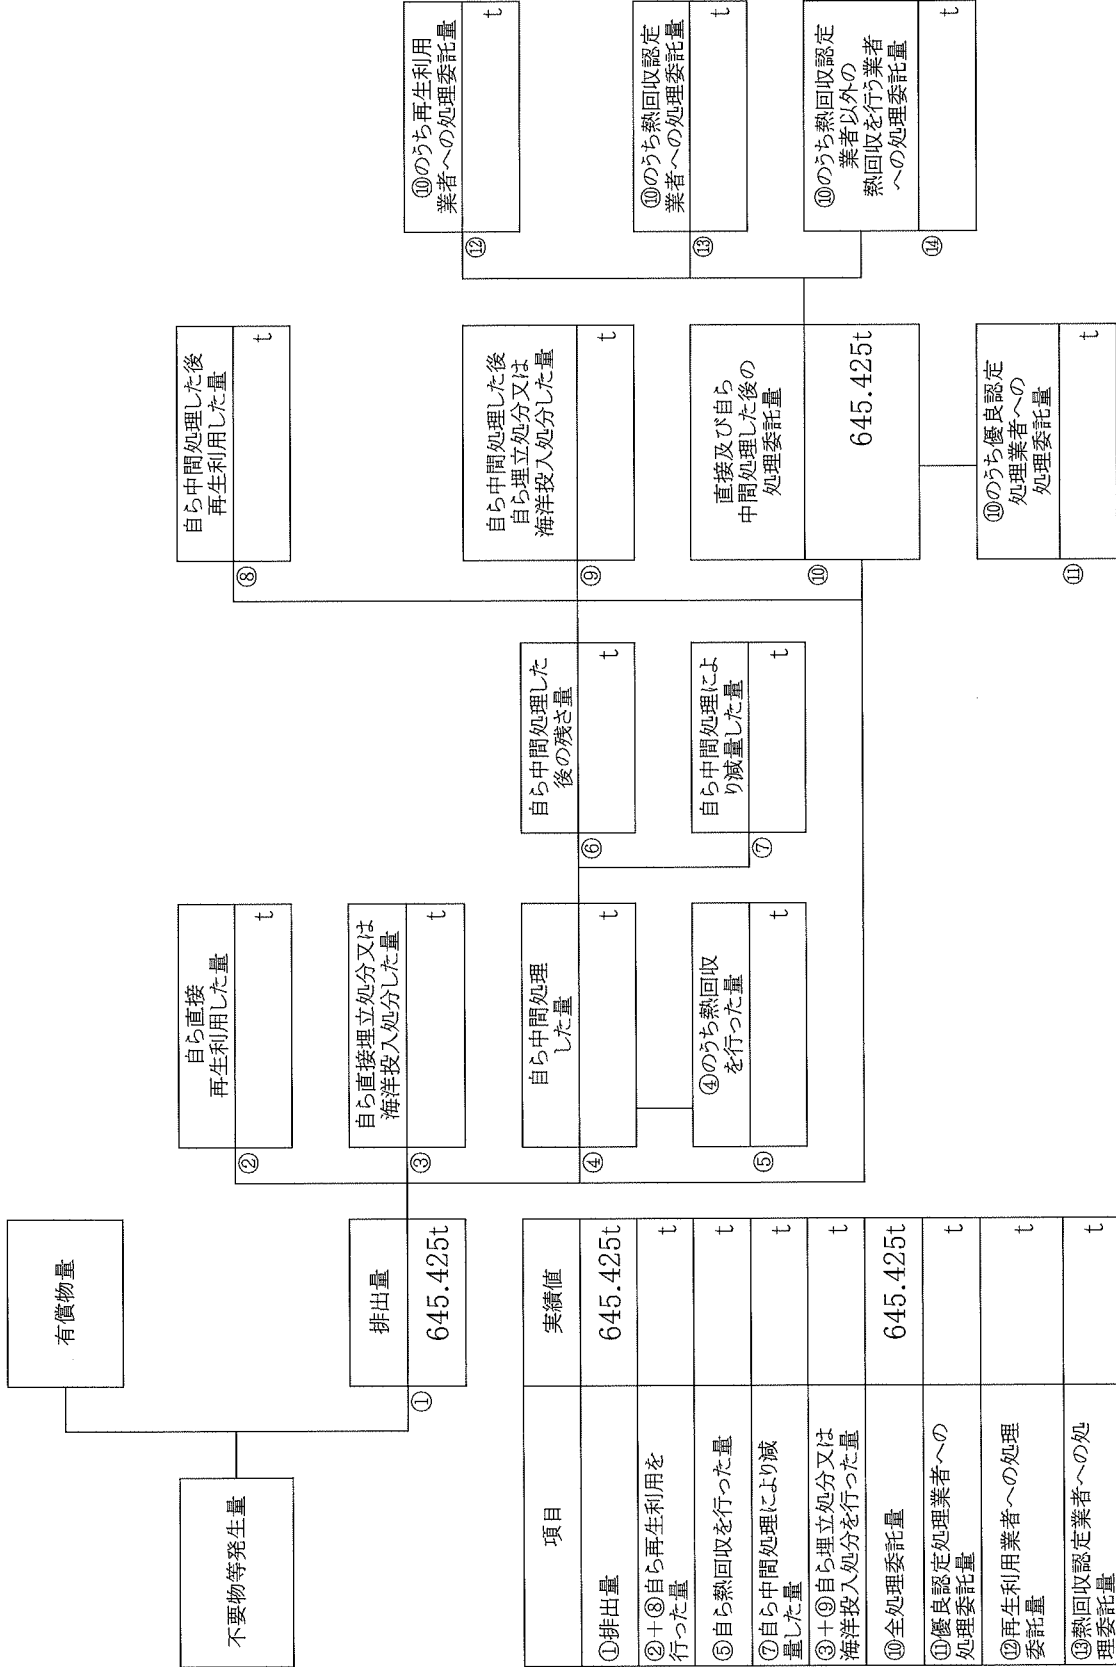 不要物等発生量
有償物量
①
排出量
645.425t
②
自ら直接
再生利用した量
t
③
自ら直接埋立処分又は
海洋投入処分した量
t
④
自ら中間処理
した量
t
⑤
④のうち熱回収
を行った量
t
⑥
自ら中間処理した
後の残さ量
t
⑦
自ら中間処理によ
り減量した量
t
⑧
自ら中間処理した後
再生利用した量
t
⑨
自ら中間処理した後
自ら埋立処分又は
海洋投入処分した量
t
⑩
直接及び自ら
中間処理した後の
処理委託量
645.425t
⑪
⑩のうち優良認定
処理業者への
処理委託量
t
⑫
⑩のうち再生利用
業者への処理委託量
t
⑬
⑩のうち熱回収認定
業者への処理委託量
t
⑭
⑩のうち熱回収認定
業者以外の
熱回収を行う業者
への処理委託量
t
項目 実績値
①排出量 645.425t
②＋⑧自ら再生利用を
行った量 t
⑤自ら熱回収を行った量 t
⑦自ら中間処理により減
量した量 t
③＋⑨自ら埋立処分又は
海洋投入処分を行った量 t
⑩全処理委託量 645.425t
⑪優良認定処理業者への
処理委託量 t
⑫再生利用業者への処理
委託量 t
⑬熱回収認定業者への処
理委託量 t